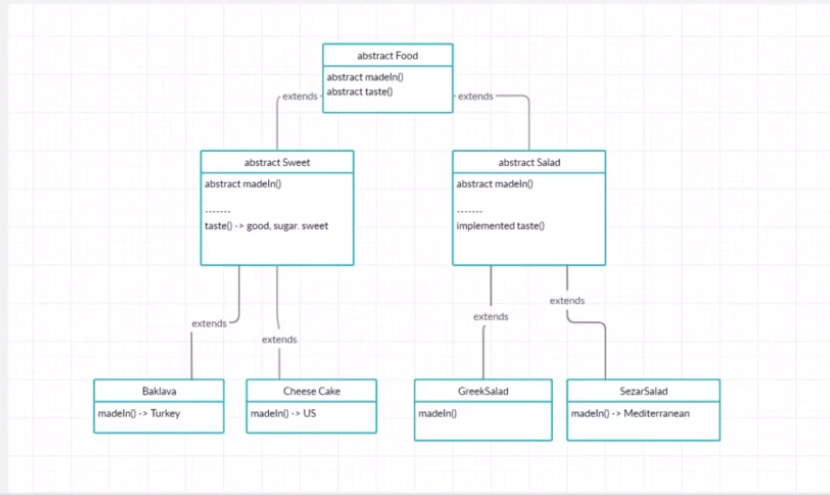 abstract Food
abstract madeIn()
abstract taste()
extends
extends
abstract Sweet
abstract madeIn()
-------
taste() -> good, sugar. sweet
abstract Salad
abstract madeIn()
-------
implemented taste()
extends
extends
extends
extends
Baklava
madeIn() -> Turkey
Cheese Cake
madeIn() -> US
GreekSalad
madeIn()
SezarSalad
madeIn() -> Mediterranean